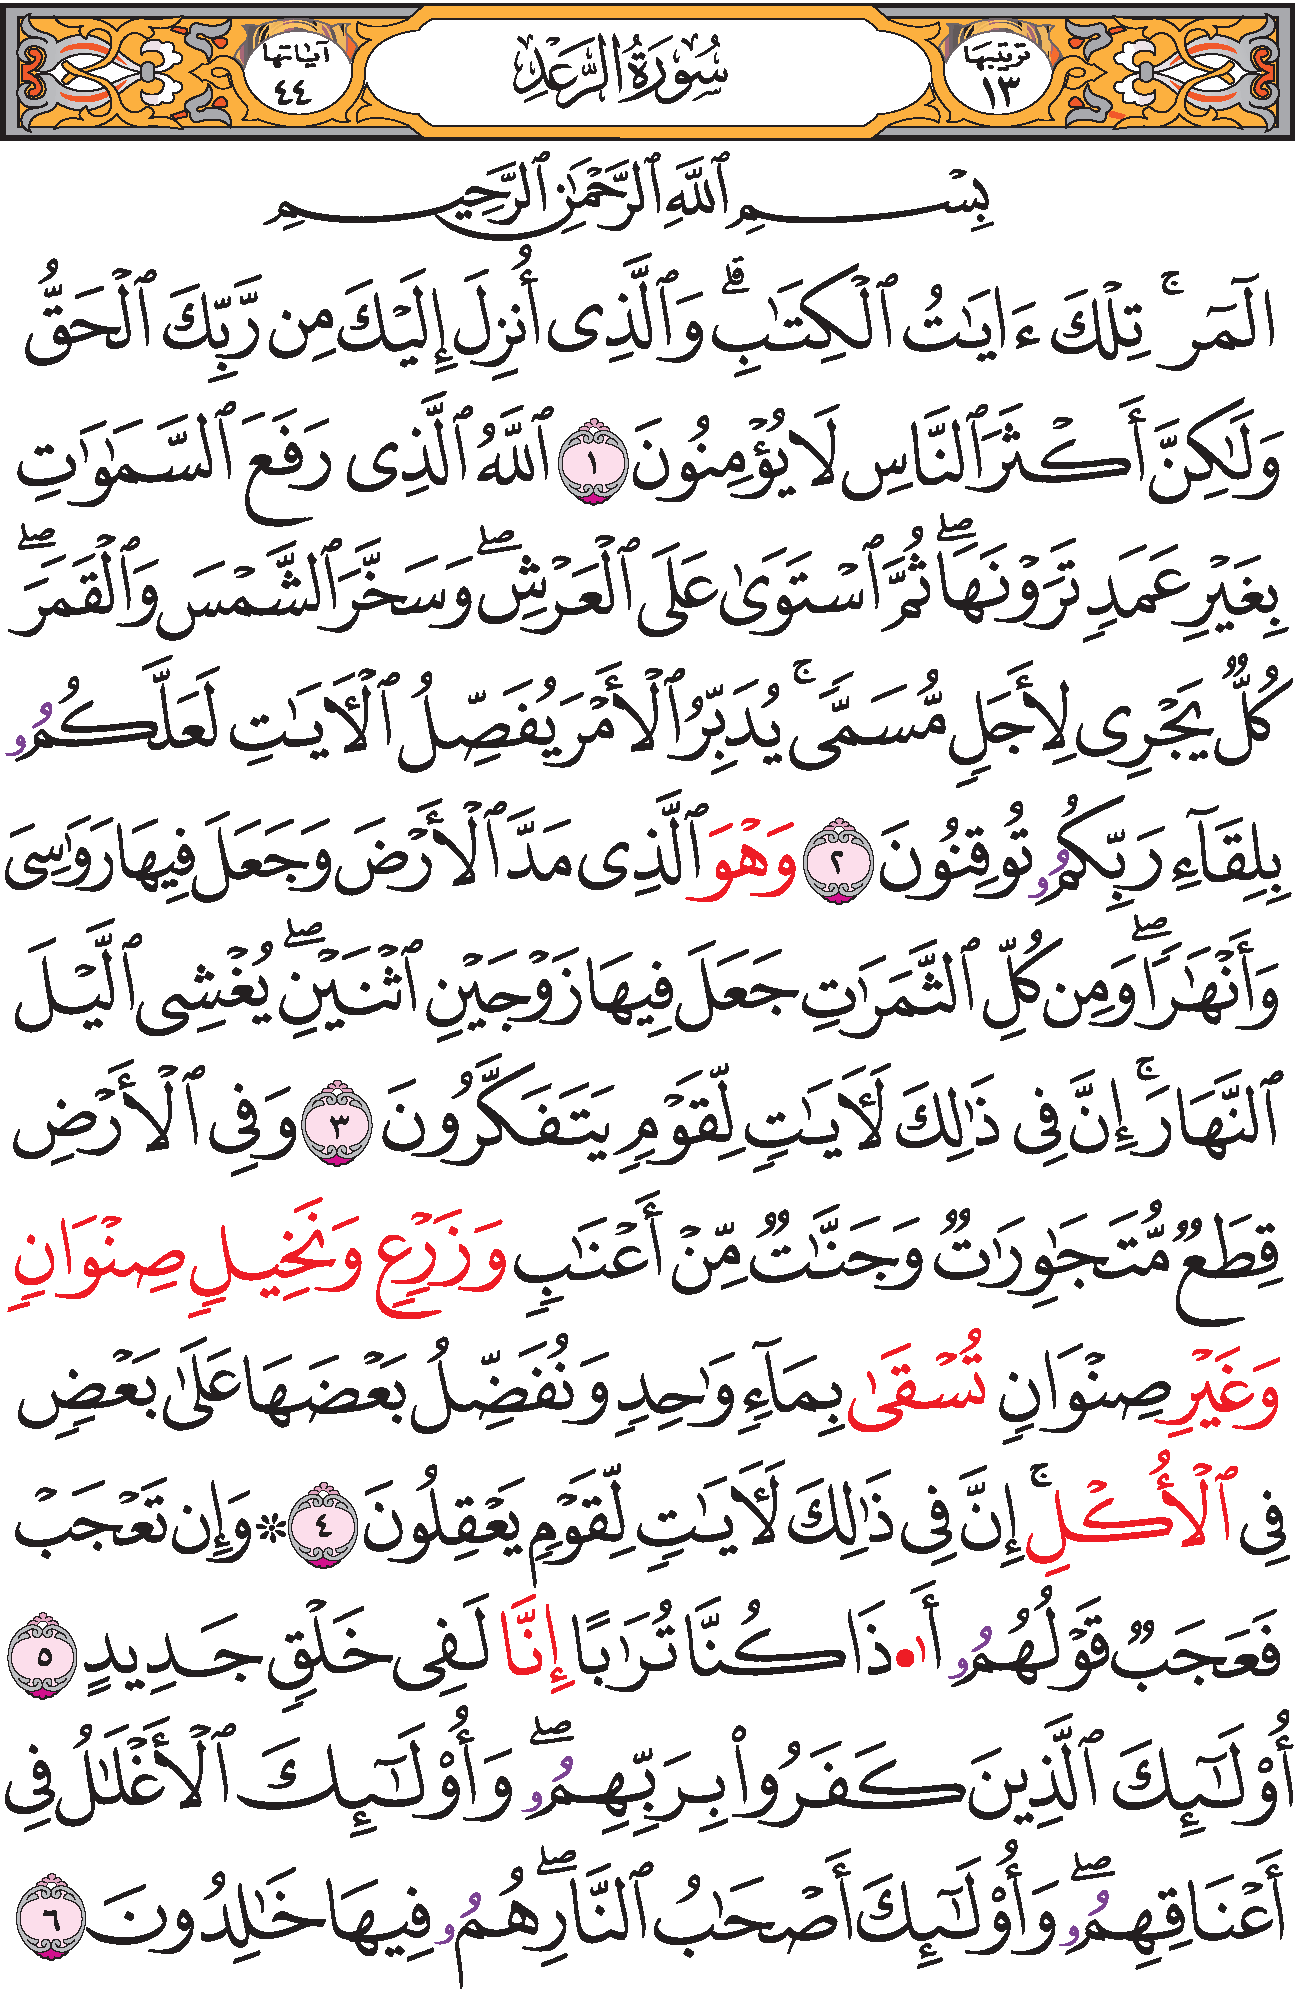 ترتيبها ١٣
سُورَةُ الرَّعْدِ
آياتها ٤٤
بِسْمِ ٱللَّهِ ٱلرَّحْمَٰنِ ٱلرَّحِيمِ
الٓمٓر ۚ تِلْكَ ءَايَٰتُ ٱلْكِتَٰبِ ۗ وَٱلَّذِى أُنزِلَ إِلَيْكَ مِن رَّبِّكَ ٱلْحَقُّ
وَلَٰكِنَّ أَكْثَرَ ٱلنَّاسِ لَا يُؤْمِنُونَ ١ ٱللَّهُ ٱلَّذِى رَفَعَ ٱلسَّمَٰوَٰتِ
بِغَيْرِ عَمَدٍ تَرَوْنَهَا ۖ ثُمَّ ٱسْتَوَىٰ عَلَى ٱلْعَرْشِ ۖ وَسَخَّرَ ٱلشَّمْسَ وَٱلْقَمَرَ ۖ
كُلٌّ يَجْرِى لِأَجَلٍ مُّسَمًّى ۚ يُدَبِّرُ ٱلْأَمْرَ يُفَصِّلُ ٱلْأَيَٰتِ لَعَلَّكُمُۥ
بِلِقَآءِ رَبِّكُمُۥ تُوقِنُونَ ٢ وَهْوَ ٱلَّذِى مَدَّ ٱلْأَرْضَ وَجَعَلَ فِيهَا رَوَٰسِىَ
وَأَنْهَٰرًا ۖ وَمِن كُلِّ ٱلثَّمَرَٰتِ جَعَلَ فِيهَا زَوْجَيْنِ ٱثْنَيْنِ ۖ يُغْشِى ٱلَّيْلَ
ٱلنَّهَارَ ۚ إِنَّ فِى ذَٰلِكَ لَأَيَٰتٍ لِّقَوْمٍ يَتَفَكَّرُونَ ٣ وَفِى ٱلْأَرْضِ
قِطَعٌ مُّتَجَٰوِرَٰتٌ وَجَنَّٰتٌ مِّنْ أَعْنَٰبٍ وَزَرْعٍ وَنَخِيلٍ صِنْوَانٍ
وَغَيْرِ صِنْوَانٍ تُسْقَىٰ بِمَآءٍ وَٰحِدٍ وَنُفَضِّلُ بَعْضَهَا عَلَىٰ بَعْضٍ
فِى ٱلْأُكْلِ ۚ إِنَّ فِى ذَٰلِكَ لَأَيَٰتٍ لِّقَوْمٍ يَعْقِلُونَ ٤ ۞ وَإِن تَعْجَبْ
فَعَجَبٌ قَوْلُهُمُۥ أَا۬ذَا كُنَّا تُرَٰبًا إِنَّا لَفِى خَلْقٍ جَدِيدٍ ٥
أُوْلَٰٓئِكَ ٱلَّذِينَ كَفَرُواْ بِرَبِّهِمُۥ ۖ وَأُوْلَٰٓئِكَ ٱلْأَغْلَٰلُ فِى
أَعْنَاقِهِمُۥ ۖ وَأُوْلَٰٓئِكَ أَصْحَٰبُ ٱلنَّارِ ۖ هُمُۥ فِيهَا خَٰلِدُونَ ٦